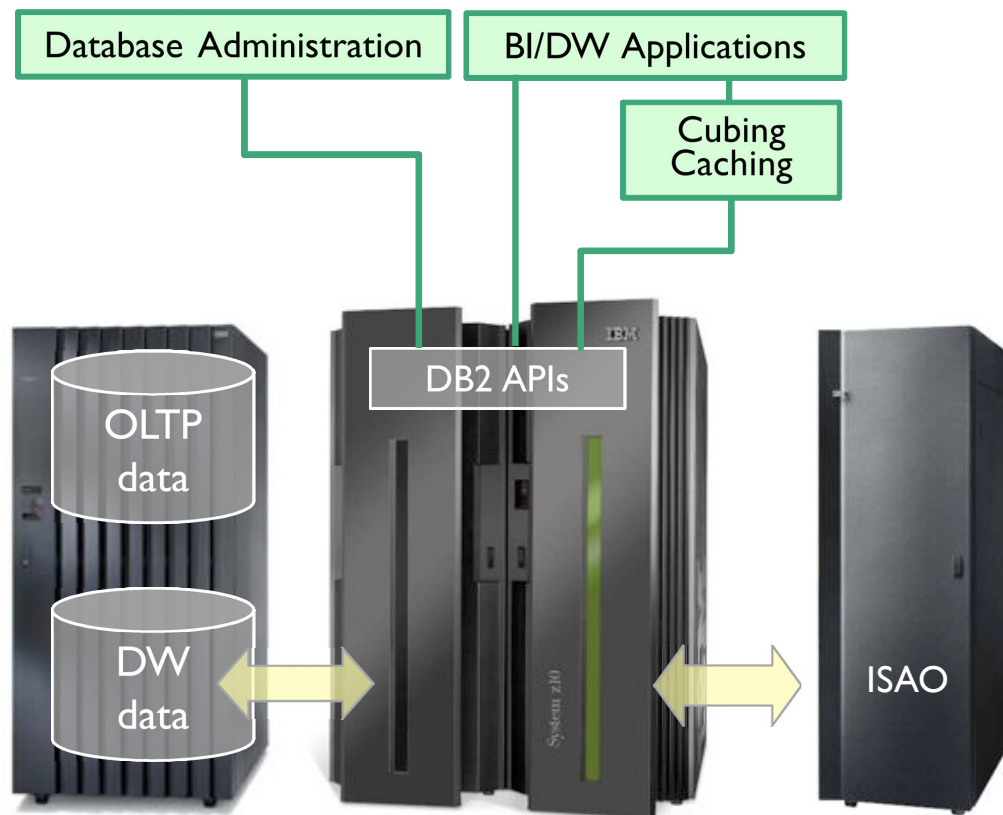 Database Administration
BI/DW Applications
Cubing
Caching
IBM
DB2 APIs
OLTP
data
DW
data
System z10
ISAO